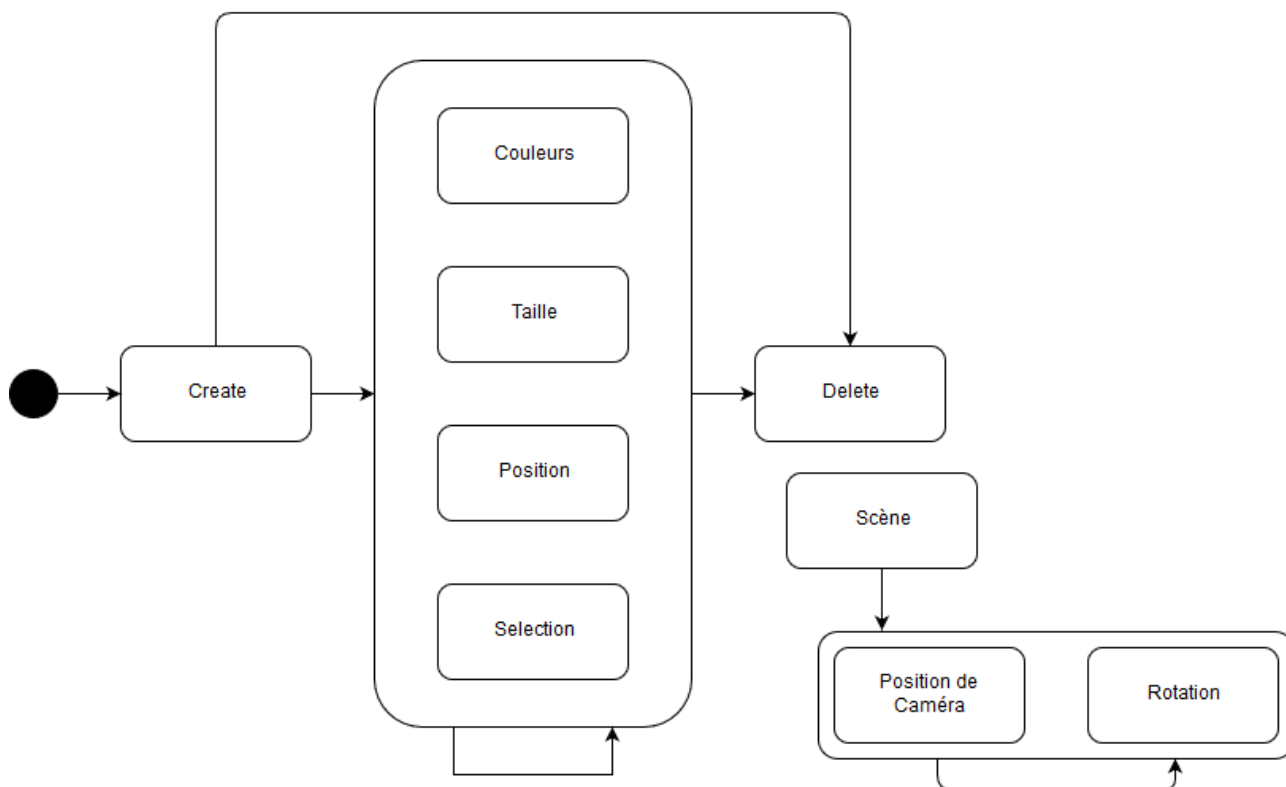 Couleurs
Taille
Create
Delete
Position
Scène
Selection
Position de
Caméra
Rotation